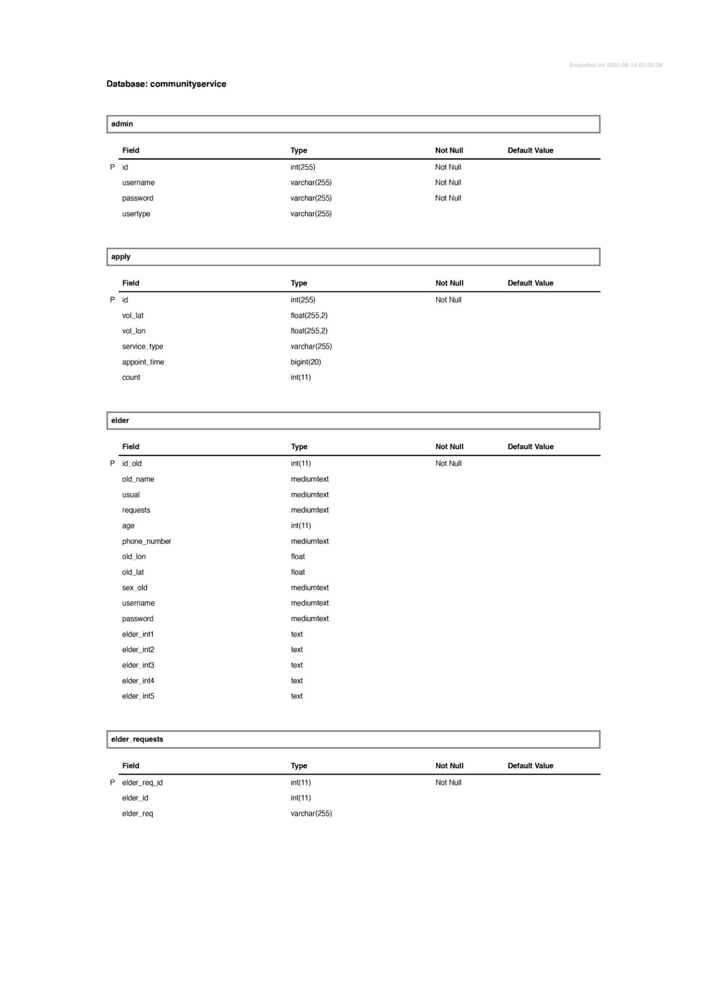 Snapshot on 2020-09-14 02:33:29
Database: communityservice
admin
Field Type Not Null Default Value
P id int(255) Not Null
username varchar(255) Not Null
password varchar(255) Not Null
usertype varchar(255)
apply
Field Type Not Null Default Value
P id int(255) Not Null
vol_lat float(255,2)
vol_lon float(255,2)
service_type varchar(255)
appoint_time bigint(20)
count int(11)
elder
Field Type Not Null Default Value
P id_old int(11) Not Null
old_name mediumtext
usual mediumtext
requests mediumtext
age int(11)
phone_number mediumtext
old_lon float
old_lat float
sex_old mediumtext
username mediumtext
password mediumtext
elder_int1 text
elder_int2 text
elder_int3 text
elder_int4 text
elder_int5 text
elder_requests
Field Type Not Null Default Value
P elder_req_id int(11) Not Null
elder_id int(11)
elder_req varchar(255)